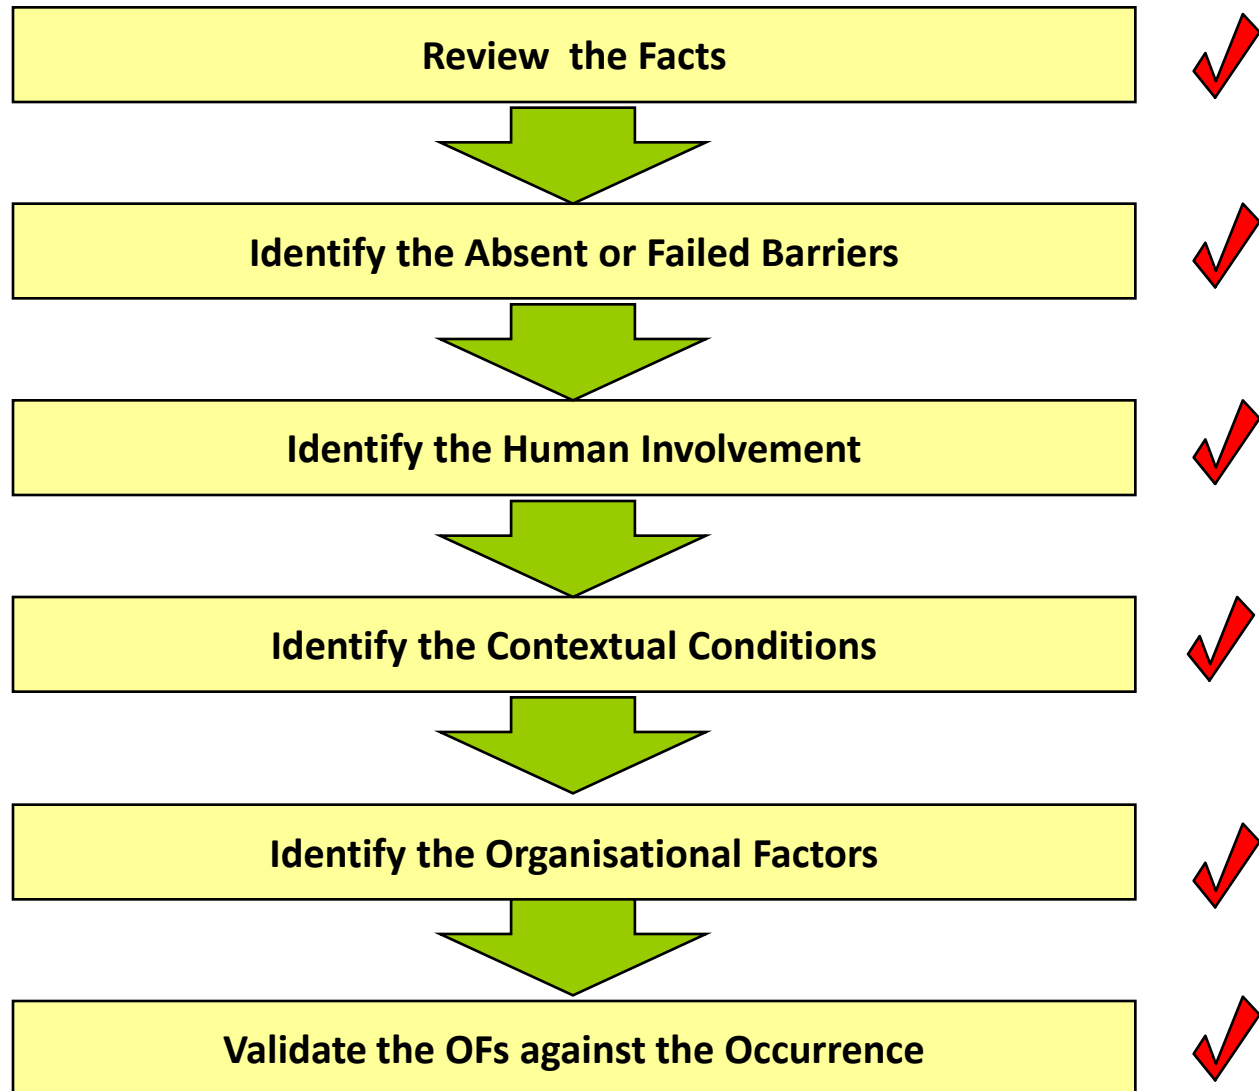 Review the Facts
Identify the Absent or Failed Barriers
Identify the Human Involvement
Identify the Contextual Conditions
Identify the Organisational Factors
Validate the OFs against the Occurrence